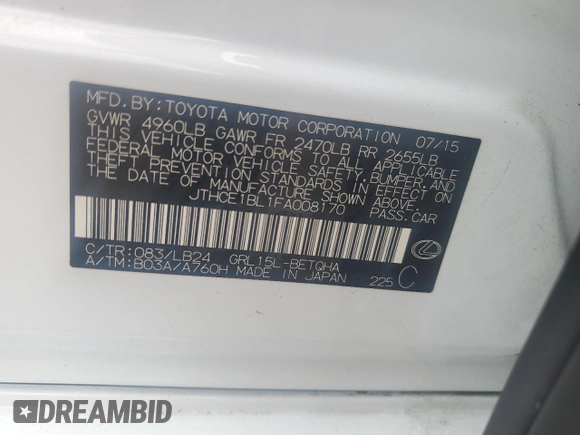 MFD.BY:TOYOTA MOTOR CORPORATION 07/15
GVWR 4960LB GAWR FR 2470LB RR 2655LB
THIS VEHICLE CONFORMS TO ALL APPLICABLE
FEDERAL MOTOR VEHICLE SAFETY,BUMPER,AND
THEFT PREVENTION STANDARDS IN EFFECT ON
THE DATE OF MANUFACTURE SHOWN ABOVE.
JTHCE1BL1FA008170 PASS.CAR
C/TR:083/LB24 GRL15L-BETQHA
A/TM:B03A/A760H MADE IN JAPAN 225 C
DREAMBID